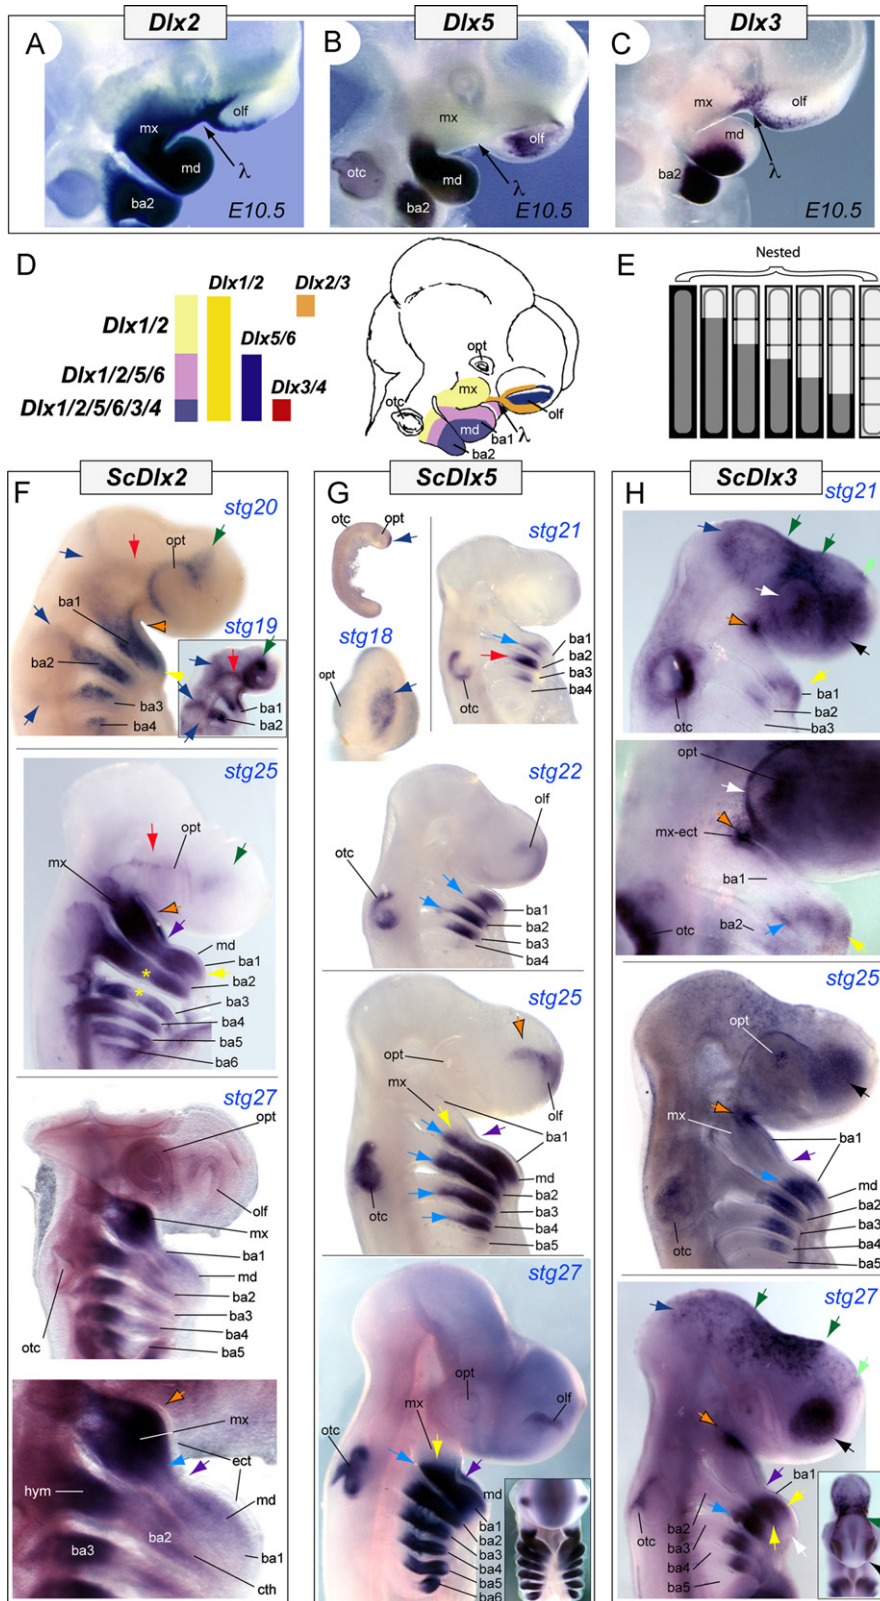 Dlx2
Dlx5
Dlx3
A
B
C
mx
olf
md
λ
ba2
E10.5
mx
olf
otc
md
λ
ba2
E10.5
mx
olf
md
ba2
λ
E10.5
D
Dlx1/2
Dlx2/3
Dlx1/2
Dlx5/6
Dlx1/2/5/6
Dlx3/4
Dlx1/2/5/6/3/4
opt
mx
otc
olf
md
ba1
λ
ba2
E
Nested
ScDlx2
ScDlx5
ScDlx3
F
stg20
opt
ba1
stg19
ba2
ba3
ba4
ba1
ba2
stg25
opt
mx
md
ba1
*
ba2
*
ba3
ba4
ba5
ba6
stg27
opt
olf
mx
ba1
md
ba2
ba3
otc
ba4
ba5
mx
ect
hym
md
ba2
ba3
ba1
cth
G
otc
opt
stg21
otc
ba1
ba2
ba3
ba4
stg18
opt
stg22
olf
otc
ba1
ba2
ba3
ba4
stg25
opt
mx
olf
ba1
md
otc
ba2
ba3
ba4
ba5
stg27
opt
mx
olf
otc
md
ba1
ba2
ba3
ba4
ba5
ba6
H
stg21
ba1
otc
ba2
ba3
opt
mx-ect
ba1
ba2
otc
stg25
opt
mx
ba1
md
ba2
otc
ba3
ba4
ba5
stg27
ba1
otc
ba2
ba3
ba4
ba5